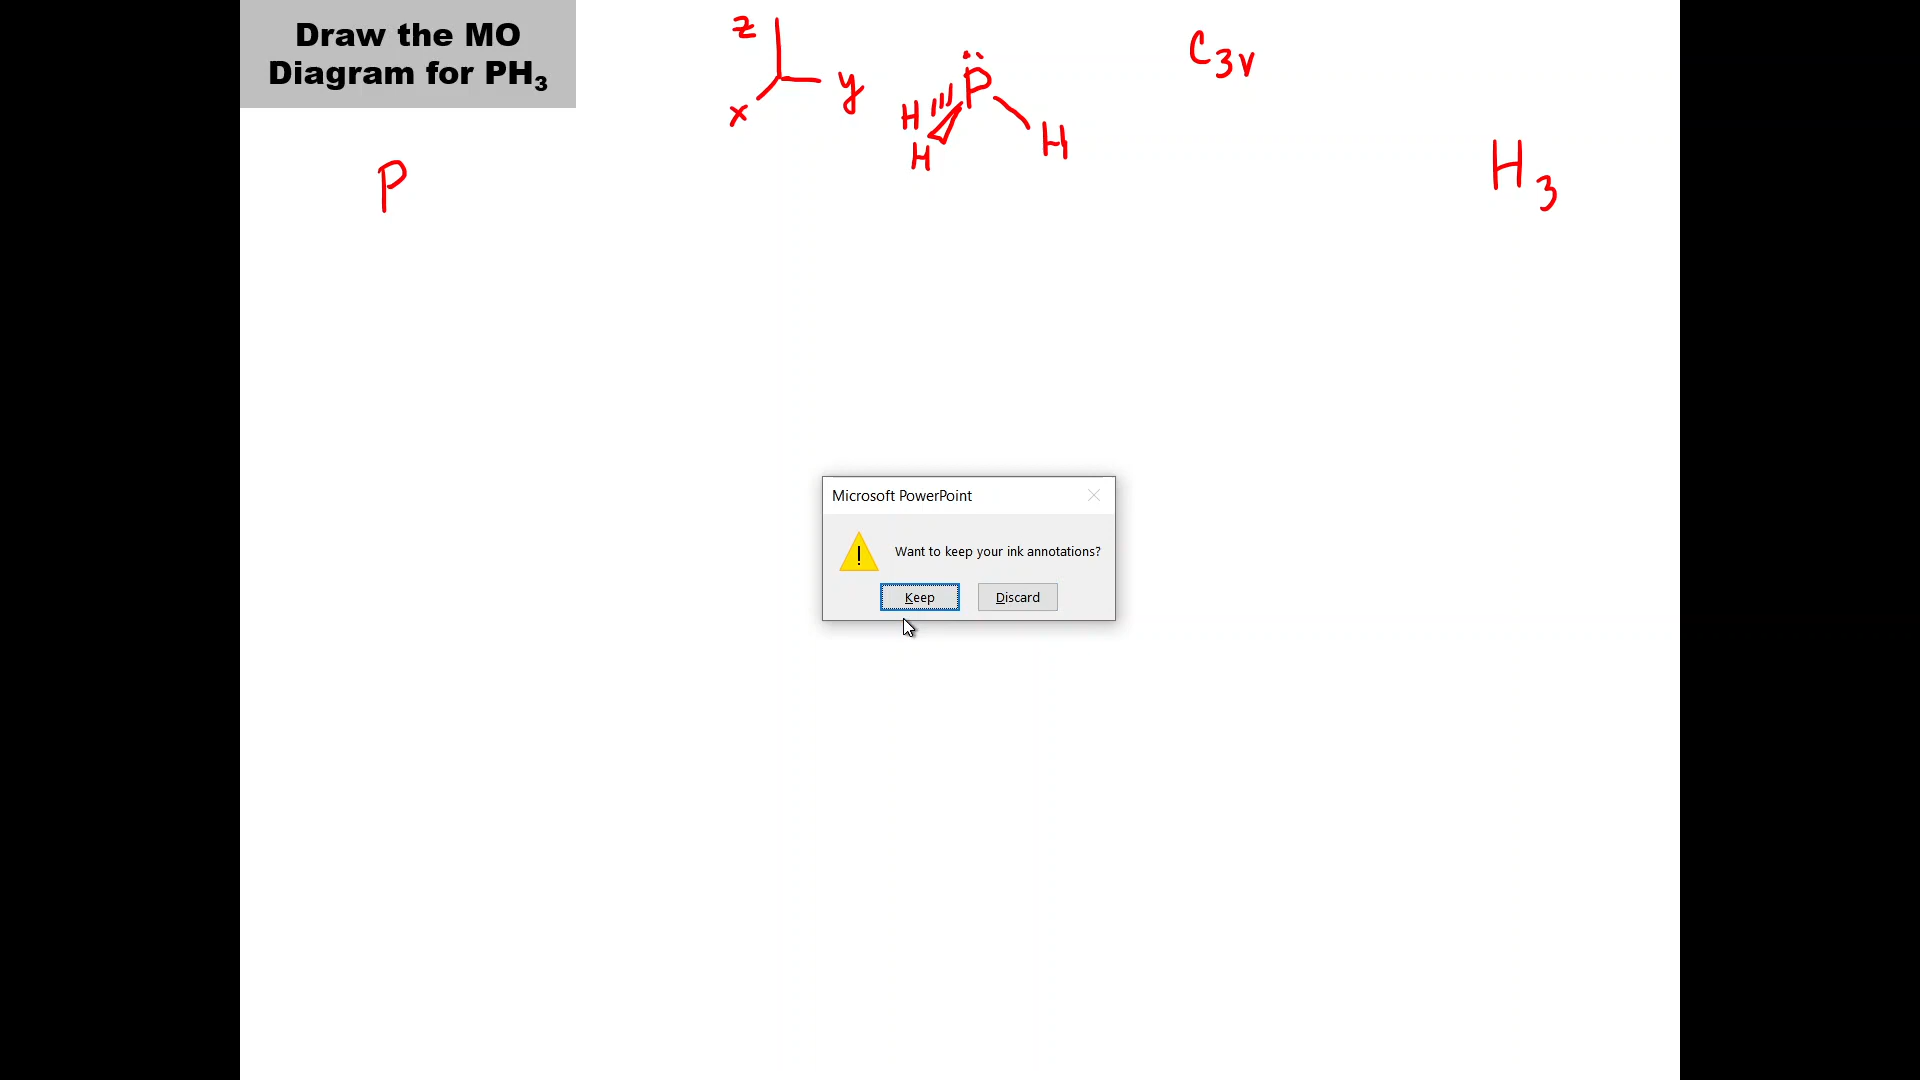 Draw the MO
Diagram for PH3
z
y
x
P
H
H
H
C3v
P
H3
Microsoft PowerPoint
Want to keep your ink annotations?
Keep
Discard